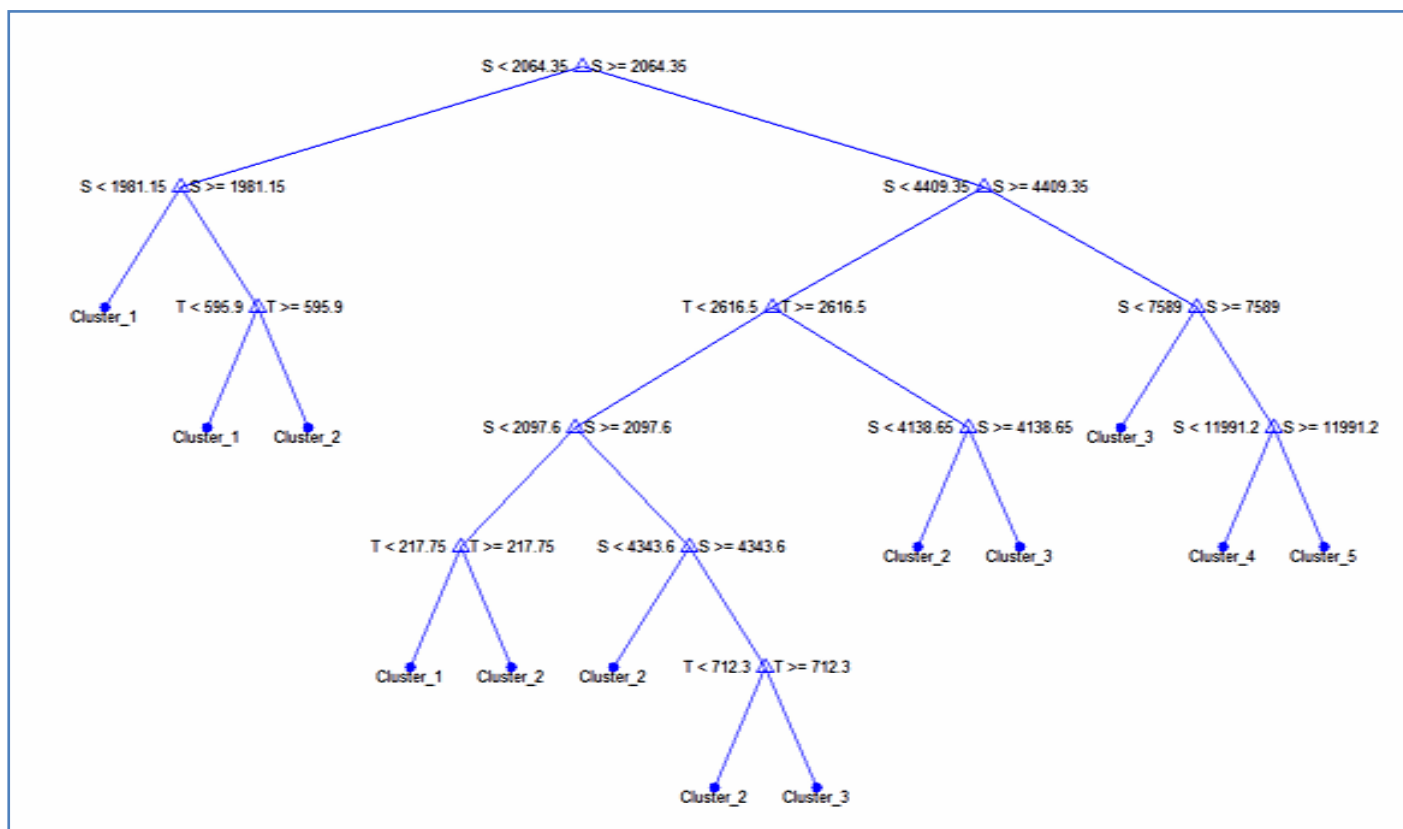 S < 2064.35 S >= 2064.35
S < 1981.15 S >= 1981.15
S < 4409.35 S >= 4409.35
Cluster_1
T < 595.9 T >= 595.9
T < 2616.5 T >= 2616.5
S < 7589 S >= 7589
Cluster_1
Cluster_2
S < 2097.6 S >= 2097.6
S < 4138.65 S >= 4138.65
Cluster_3
S < 11991.2 S >= 11991.2
T < 217.75 T >= 217.75
S < 4343.6 S >= 4343.6
Cluster_2
Cluster_3
Cluster_4
Cluster_5
Cluster_1
Cluster_2
Cluster_2
T < 712.3 T >= 712.3
Cluster_2
Cluster_3